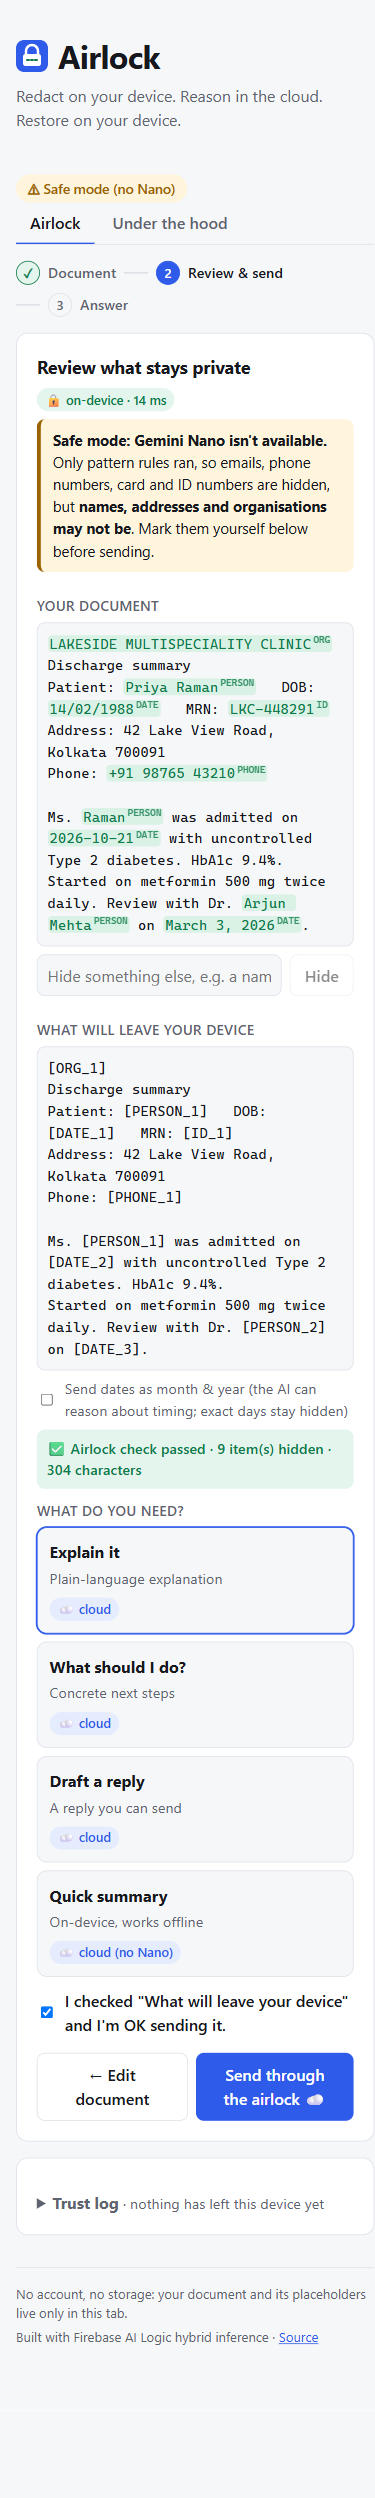 Airlock
Redact on your device. Reason in the cloud.
Restore on your device.
⚠ Safe mode (no Nano)
Airlock Under the hood
✓ Document 2 Review & send
3 Answer
Review what stays private
🔒 on-device · 14 ms
Safe mode: Gemini Nano isn't available.
Only pattern rules ran, so emails, phone
numbers, card and ID numbers are hidden,
but names, addresses and organisations
may not be. Mark them yourself below
before sending.
YOUR DOCUMENT
LAKESIDE MULTISPECIALITY CLINIC ORG
Discharge summary
Patient: Priya Raman PERSON DOB:
14/02/1988 DATE MRN: LKC-448291 ID
Address: 42 Lake View Road,
Kolkata 700091
Phone: +91 98765 43210 PHONE
Ms. Raman PERSON was admitted on
2026-10-21 DATE with uncontrolled
Type 2 diabetes. HbA1c 9.4%.
Started on metformin 500 mg twice
daily. Review with Dr. Arjun
Mehta PERSON on March 3, 2026 DATE.
Hide something else, e.g. a nam Hide
WHAT WILL LEAVE YOUR DEVICE
[ORG_1]
Discharge summary
Patient: [PERSON_1] DOB:
[DATE_1] MRN: [ID_1]
Address: 42 Lake View Road,
Kolkata 700091
Phone: [PHONE_1]
Ms. [PERSON_1] was admitted on
[DATE_2] with uncontrolled Type 2
diabetes. HbA1c 9.4%.
Started on metformin 500 mg twice
daily. Review with Dr. [PERSON_2]
on [DATE_3].
Send dates as month & year (the AI can
reason about timing; exact days stay hidden)
✅ Airlock check passed · 9 item(s) hidden ·
304 characters
WHAT DO YOU NEED?
Explain it
Plain-language explanation
☁️ cloud
What should I do?
Concrete next steps
☁️ cloud
Draft a reply
A reply you can send
☁️ cloud
Quick summary
On-device, works offline
☁️ cloud (no Nano)
I checked "What will leave your device"
and I'm OK sending it.
← Edit
document
Send through
the airlock ☁️
▶ Trust log · nothing has left this device yet
No account, no storage: your document and its placeholders
live only in this tab.
Built with Firebase AI Logic hybrid inference · Source